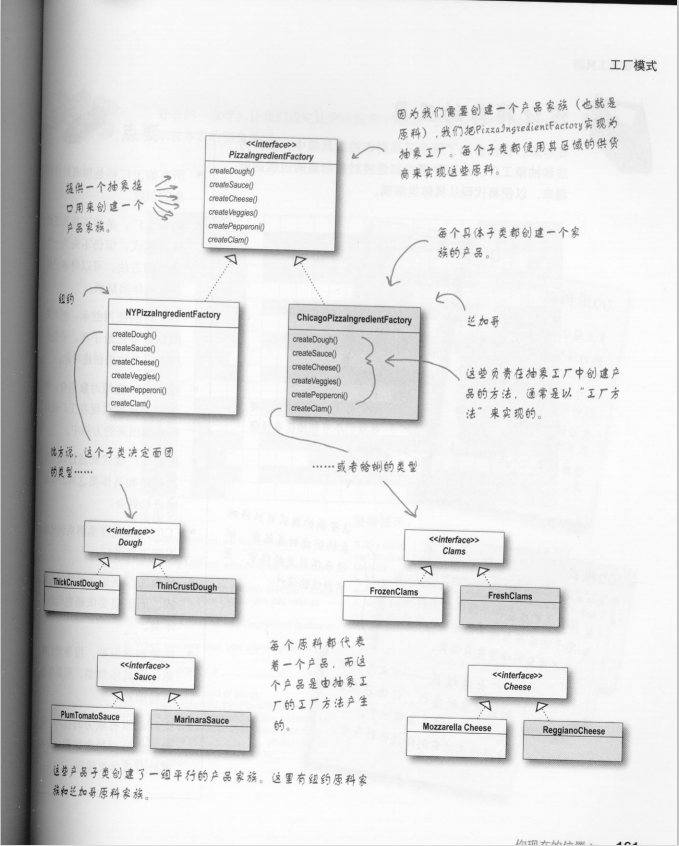 工厂模式
因为我们需要创建一个产品家族（也就是
原料），我们把PizzaIngredientFactory实现为
抽象工厂。每个子类都使用其区域的供货
商来实现这些原料。
<<interface>>
PizzaIngredientFactory
createDough()
createSauce()
createCheese()
createVeggies()
createPepperoni()
createClam()
提供一个抽象接
口用来创建一个
产品家族。
每个具体子类都创建一个家
族的产品。
纽约
NYPizzaIngredientFactory
createDough()
createSauce()
createCheese()
createVeggies()
createPepperoni()
createClam()
ChicagoPizzaIngredientFactory
createDough()
createSauce()
createCheese()
createVeggies()
createPepperoni()
createClam()
芝加哥
这些负责在抽象工厂中创建产
品的方法，通常是以“工厂方
法”来实现的。
比方说，这个子类决定面团
的类型……
……或者蛤蜊的类型
<<interface>>
Dough
ThickCrustDough
ThinCrustDough
<<interface>>
Clams
FrozenClams
FreshClams
每个原料都代表
着一个产品，而这
个产品是由抽象工
厂的工厂方法产生
的。
<<interface>>
Sauce
PlumTomatoSauce
MarinaraSauce
<<interface>>
Cheese
Mozzarella Cheese
ReggianoCheese
这些产品子类创建了一组平行的产品家族。这里有纽约原料家
族和芝加哥原料家族。